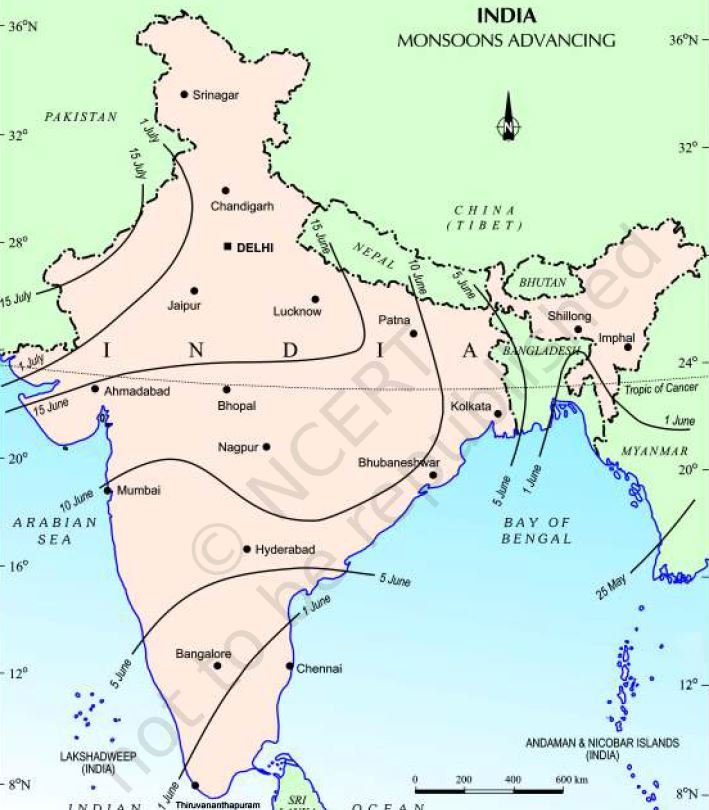 INDIA
MONSOONS ADVANCING
36°N
36°N
Srinagar
PAKISTAN
1 July
15 July
32°
32°
Chandigarh
CHINA
(TIBET)
28°
28°
DELHI
15 June
NEPAL
10 June
5 June
BHUTAN
15 July
Jaipur
Lucknow
Patna
Shillong
Imphal
I N D I A
BANGLADESH
1 July
24°
Tropic of Cancer
15 June
Ahmadabad
Bhopal
Kolkata
1 June
Nagpur
Bhubaneshwar
MYANMAR
20°
20°
10 June
Mumbai
5 June
1 June
ARABIAN
SEA
BAY OF
BENGAL
Hyderabad
16°
5 June
25 May
1 June
Bangalore
Chennai
5 June
12°
12°
LAKSHADWEEP
(INDIA)
ANDAMAN & NICOBAR ISLANDS
(INDIA)
8°N
8°N
1 June
Thiruvananthapuram
SRI
0 200 400 600 km
INDIAN OCEAN
© NCERT
not to be republished